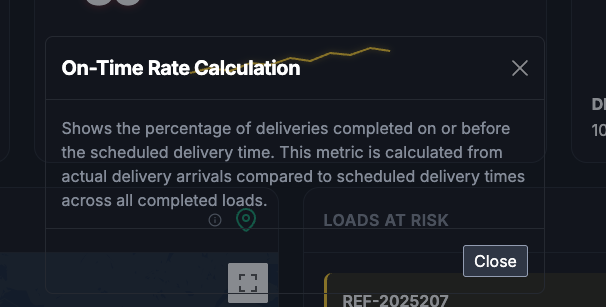 On-Time Rate Calculation
Shows the percentage of deliveries completed on or before
the scheduled delivery time. This metric is calculated from
actual delivery arrivals compared to scheduled delivery times
across all completed loads.
LOADS AT RISK
Close
REF-2025207